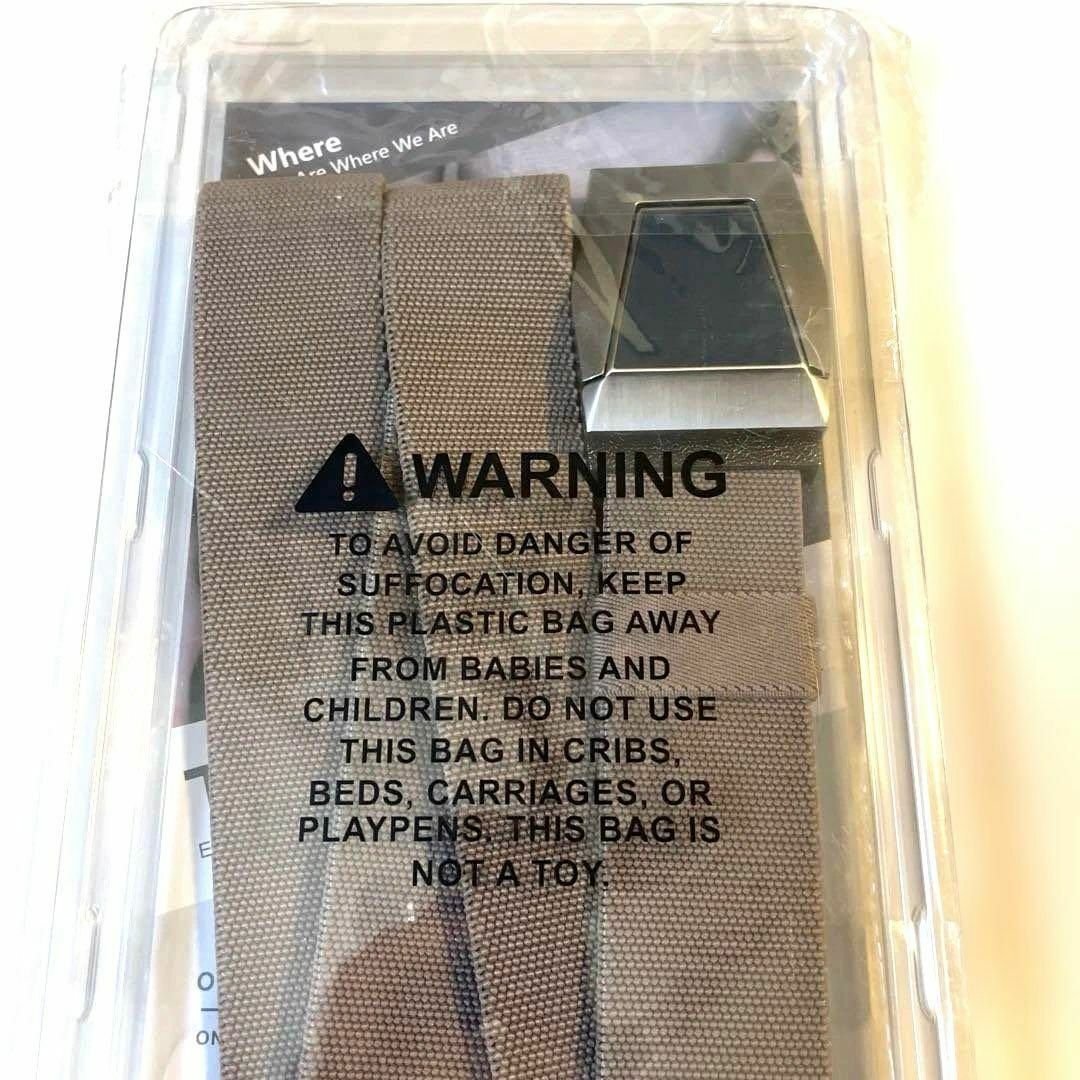 Where
Are Where We Are
WARNING
TO AVOID DANGER OF
SUFFOCATION, KEEP
THIS PLASTIC BAG AWAY
FROM BABIES AND
CHILDREN. DO NOT USE
THIS BAG IN CRIBS,
BEDS, CARRIAGES, OR
PLAYPENS. THIS BAG IS
NOT A TOY.